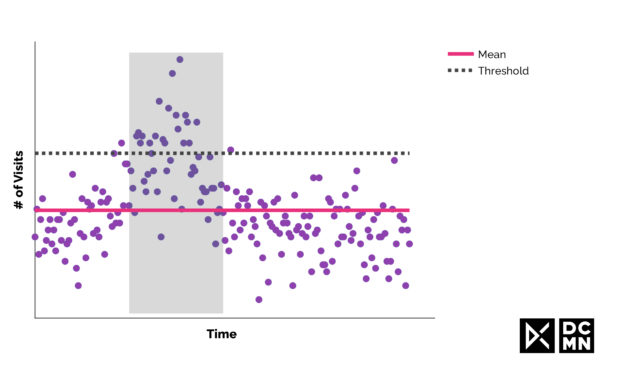 Mean
Threshold
# of Visits
Time
DC
MN